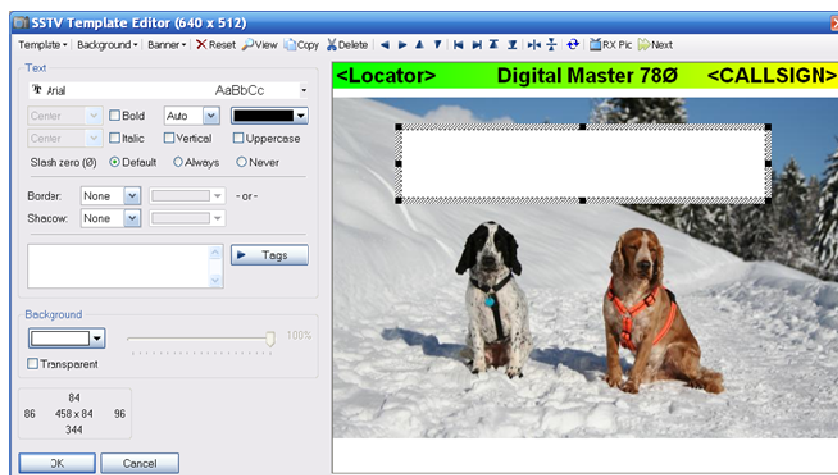 SSTV Template Editor (640 x 512)
Template Background Banner Reset View Copy Delete RX Pic Next
Text
Arial AaBbCc
Center Bold Auto
Center Italic Vertical Uppercase
Slash zero (Ø) Default Always Never
Border: None - or -
Shadow: None
Tags
Background
100%
Transparent
84
86 458 x 84 96
344
OK Cancel
<Locator> Digital Master 78Ø <CALLSIGN>